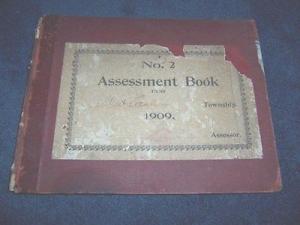 No. 2
Assessment Book
FOR
Township.
1909.
Assessor.